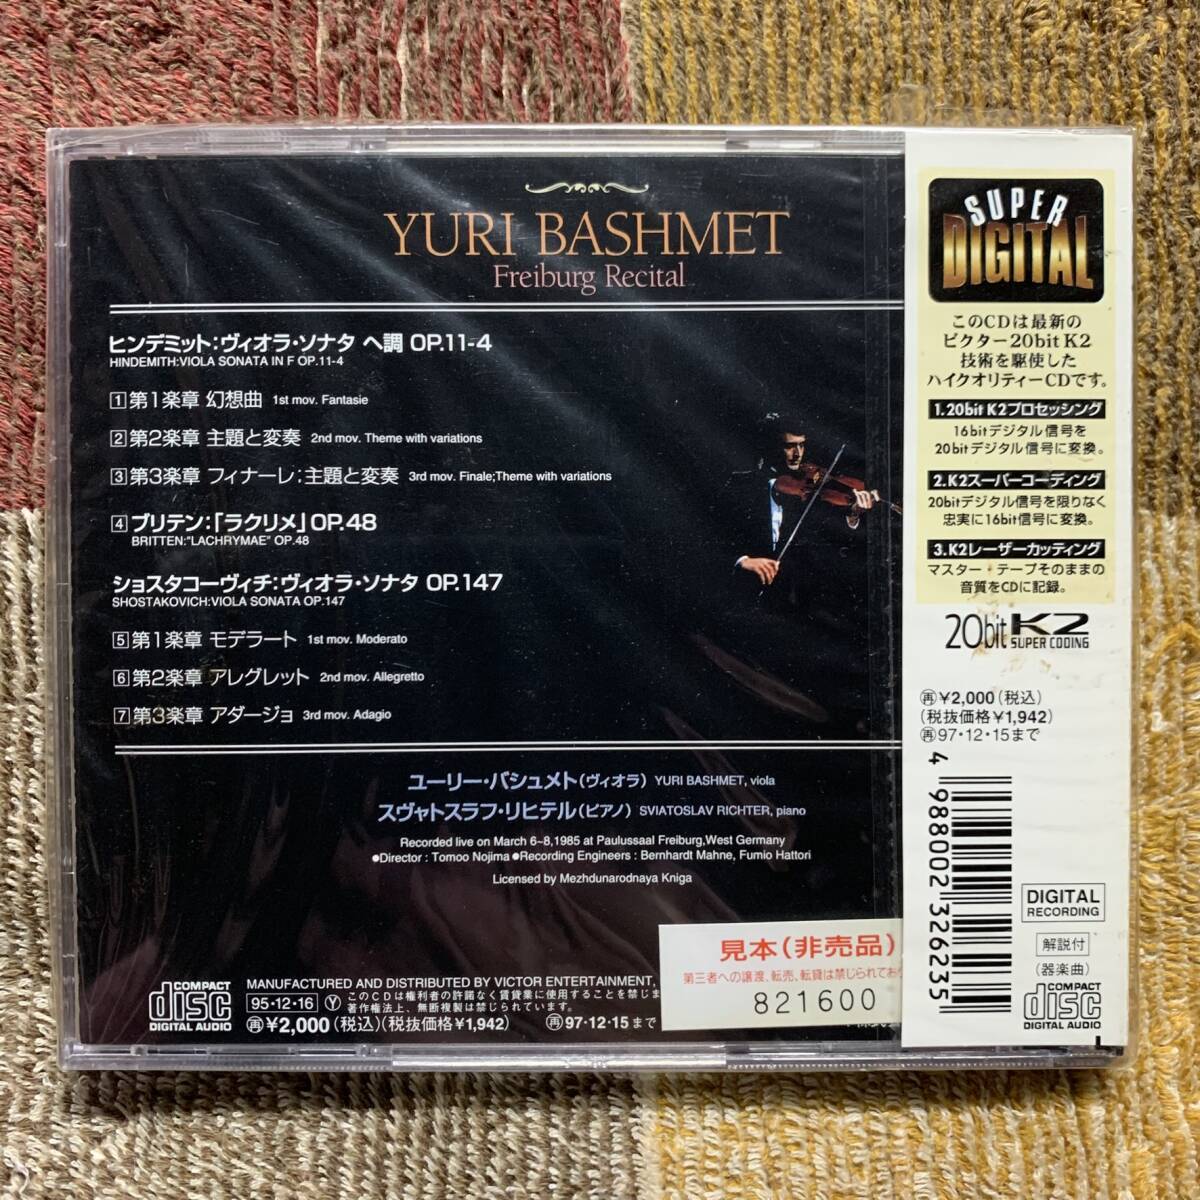 YURI BASHMET
Freiburg Recital
ヒンデミット:ヴィオラ・ソナタ ヘ調 OP.11-4
HINDEMITH:VIOLA SONATA IN F OP.11-4
1 第1楽章 幻想曲 1st mov. Fantasie
2 第2楽章 主題と変奏 2nd mov. Theme with variations
3 第3楽章 フィナーレ;主題と変奏 3rd mov. Finale;Theme with variations
4 ブリテン:「ラクリメ」OP.48
BRITTEN:"LACHRYMAE" OP.48
ショスタコーヴィチ:ヴィオラ・ソナタ OP.147
SHOSTAKOVICH:VIOLA SONATA OP.147
5 第1楽章 モデラート 1st mov. Moderato
6 第2楽章 アレグレット 2nd mov. Allegretto
7 第3楽章 アダージョ 3rd mov. Adagio
ユーリー・バシュメト(ヴィオラ) YURI BASHMET, viola
スヴャトスラフ・リヒテル(ピアノ) SVIATOSLAV RICHTER, piano
Recorded live on March 6~8,1985 at Paulussaal Freiburg,West Germany
●Director : Tomoo Nojima ●Recording Engineers : Bernhardt Mahne, Fumio Hattori
Licensed by Mezhdunarodnaya Kniga
COMPACT
disc
DIGITAL AUDIO
MANUFACTURED AND DISTRIBUTED BY VICTOR ENTERTAINMENT,
95・12・16 Y このCDは権利者の許諾なく賃貸業に使用することを禁じま
著作権法上、無断複製は禁じられています。
再¥2,000(税込)(税抜価格¥1,942) 再97・12・15まで
見本(非売品)
第三者への譲渡、転売、転貸は禁じられてお
821600
SUPER
DIGITAL
このCDは最新の
ビクター20bit K2
技術を駆使した
ハイクオリティーCDです。
1.20bit K2プロセッシング
16bitデジタル信号を
20bitデジタル信号に変換。
2.K2スーパーコーディング
20bitデジタル信号を限りなく
忠実に16bit信号に変換。
3.K2レーザーカッティング
マスター・テープそのままの
音質をCDに記録。
20bit K2
SUPER CODING
再¥2,000(税込)
(税抜価格¥1,942)
再97・12・15まで
4 988002 326235
DIGITAL
RECORDING
解説付
(器楽曲)
COMPACT
disc
DIGITAL AUDIO